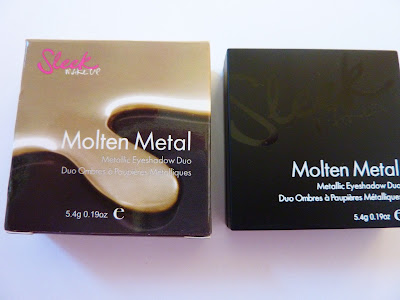 Sleek
MAKEUP
Molten Metal
Metallic Eyeshadow Duo
Duo Ombres à Paupières Métalliques
5.4g 0.19oz e
Sleek
Molten Metal
Metallic Eyeshadow Duo
Duo Ombres à Paupières Métalliques
5.4g 0.19oz e